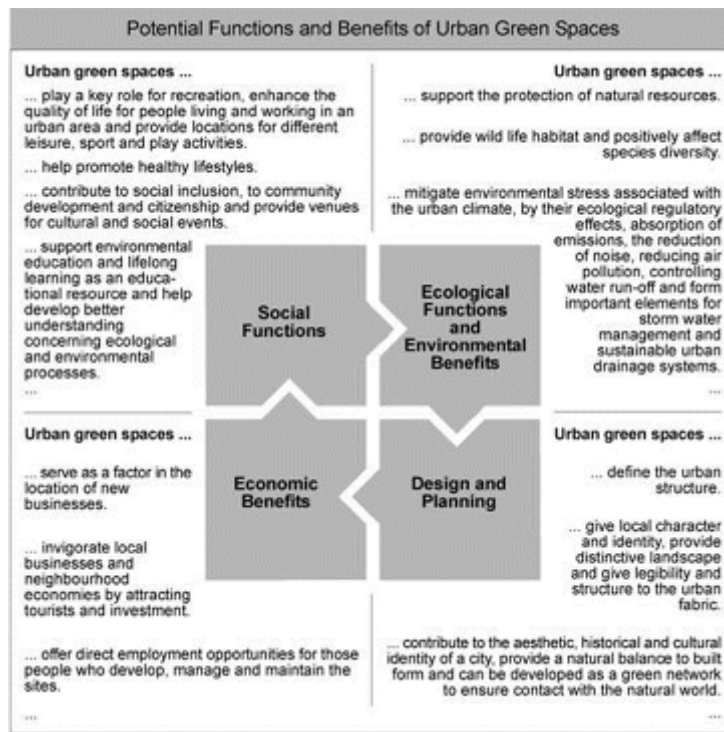 Potential Functions and Benefits of Urban Green Spaces
Urban green spaces ...
... play a key role for recreation, enhance the
quality of life for people living and working in an
urban area and provide locations for different
leisure, sport and play activities.
... help promote healthy lifestyles.
... contribute to social inclusion, to community
development and citizenship and provide venues
for cultural and social events.
... support environmental
education and lifelong
learning as an educa-
tional resource and help
develop better
understanding
concerning ecological
and environmental
processes.
...
Social
Functions
Urban green spaces ...
... support the protection of natural resources.
... provide wild life habitat and positively affect
species diversity.
... mitigate environmental stress associated with
the urban climate, by their ecological regulatory
effects, absorption of
emissions, the reduction
of noise, reducing air
pollution, controlling
water run-off and form
important elements for
storm water
management and
sustainable urban
drainage systems.
...
Ecological
Functions
and
Environmental
Benefits
Urban green spaces ...
... serve as a factor in the
location of new
businesses.
... invigorate local
businesses and
neighbourhood
economies by attracting
tourists and investment.
... offer direct employment opportunities for those
people who develop, manage and maintain the
sites.
...
Economic
Benefits
Design and
Planning
Urban green spaces ...
... define the urban
structure.
... give local character
and identity, provide
distinctive landscape
and give legibility and
structure to the urban
fabric.
... contribute to the aesthetic, historical and cultural
identity of a city, provide a natural balance to built
form and can be developed as a green network
to ensure contact with the natural world.
...